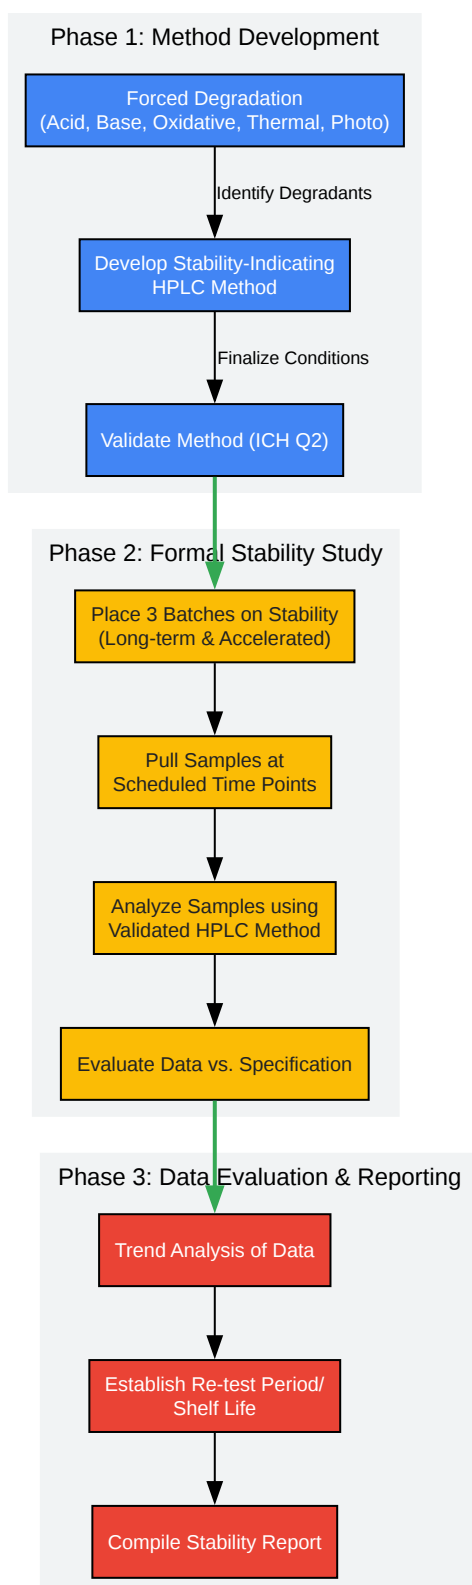 Phase 1: Method Development
Forced Degradation
(Acid, Base, Oxidative, Thermal, Photo)
Identify Degradants
Develop Stability-Indicating
HPLC Method
Finalize Conditions
Validate Method (ICH Q2)
Phase 2: Formal Stability Study
Place 3 Batches on Stability
(Long-term & Accelerated)
Pull Samples at
Scheduled Time Points
Analyze Samples using
Validated HPLC Method
Evaluate Data vs. Specification
Phase 3: Data Evaluation & Reporting
Trend Analysis of Data
Establish Re-test Period/
Shelf Life
Compile Stability Report